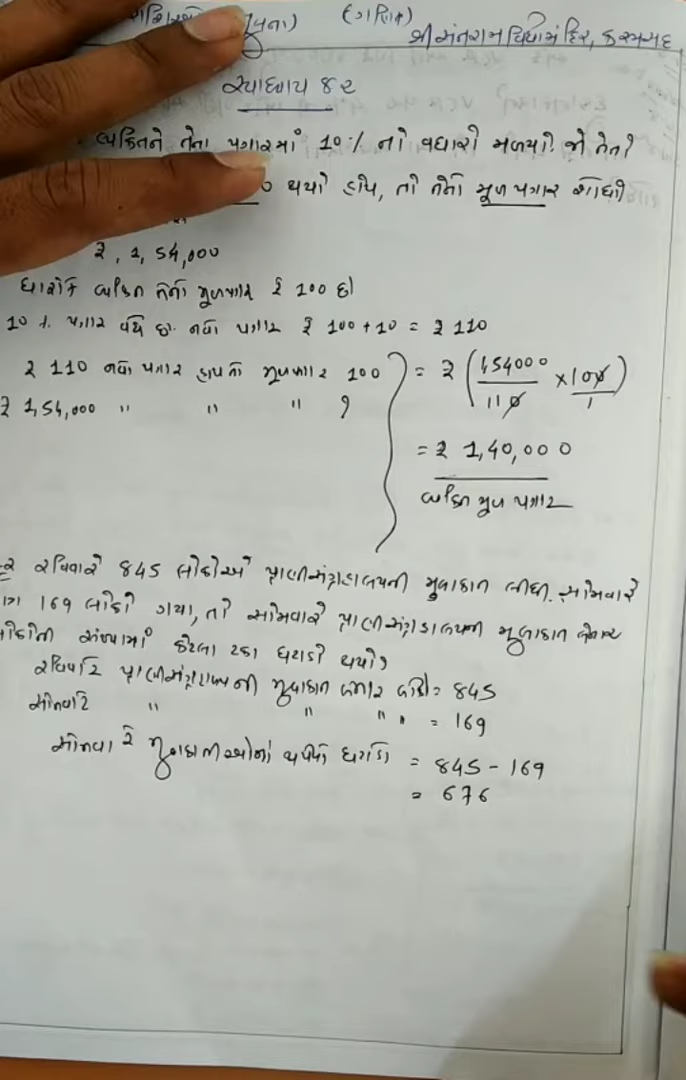 (ગણિત)
શ્રી સંતરામ વિદ્યામંદિર, કરમસદ
સ્વાધ્યાય ૪૨
વ્યક્તિને તેના પગારમાં 10% નો વધારો મળ્યો. જો તેનો
થયો હોય, તો તેનો મૂળ પગાર શોધો
₹ 1,54,000
ધારોકે વ્યક્તિ તેનો મૂળપગાર ₹ 100 છે
10 % પગાર વધે છે. નવો પગાર ₹ 100 + 10 = ₹ 110
₹ 110 નવો પગાર હોય તો મૂળપગાર 100
₹ 1,54,000 " " " ?
= ₹ (154000/110 × 100/1)
= ₹ 1,40,000
વ્યક્તિ મૂળ પગાર
રવિવારે 845 લોકોએ પ્રાણીસંગ્રહાલયની મુલાકાત લીધી. સોમવારે
169 લોકો ગયા, તો સોમવારે પ્રાણીસંગ્રહાલયની મુલાકાત
સંખ્યામાં કેટલા ટકા ઘટાડો થયો?
રવિવારે પ્રાણીસંગ્રહાલયની મુલાકાત લેનાર લોકો = 845
સોમવારે " " " " = 169
સોમવારે મુલાકાતીઓમાં થયેલો ઘટાડો = 845 - 169
= 676